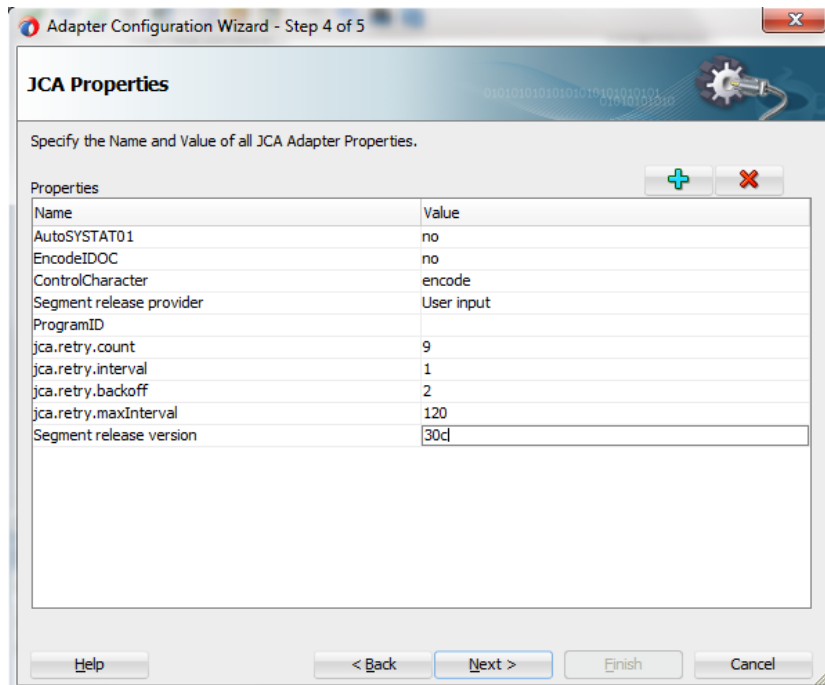 Adapter Configuration Wizard - Step 4 of 5
JCA Properties
Specify the Name and Value of all JCA Adapter Properties.
Properties
Name Value
AutoSYSTAT01 no
EncodeIDOC no
ControlCharacter encode
Segment release provider User input
ProgramID
jca.retry.count 9
jca.retry.interval 1
jca.retry.backoff 2
jca.retry.maxInterval 120
Segment release version 30c
Help < Back Next > Finish Cancel